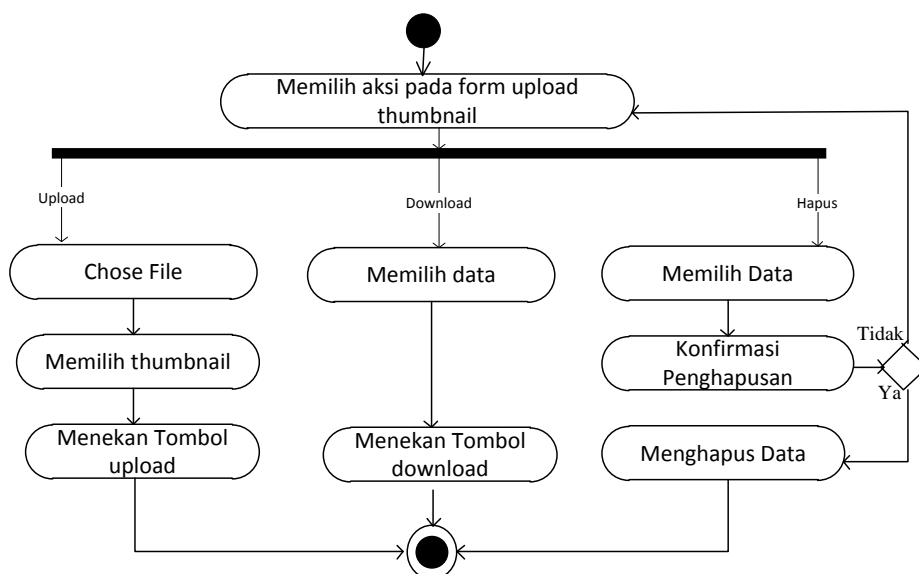 Memilih aksi pada form upload
thumbnail
Upload
Download
Hapus
Chose File
Memilih data
Memilih Data
Memilih thumbnail
Konfirmasi
Penghapusan
Tidak
Ya
Menekan Tombol
upload
Menekan Tombol
download
Menghapus Data